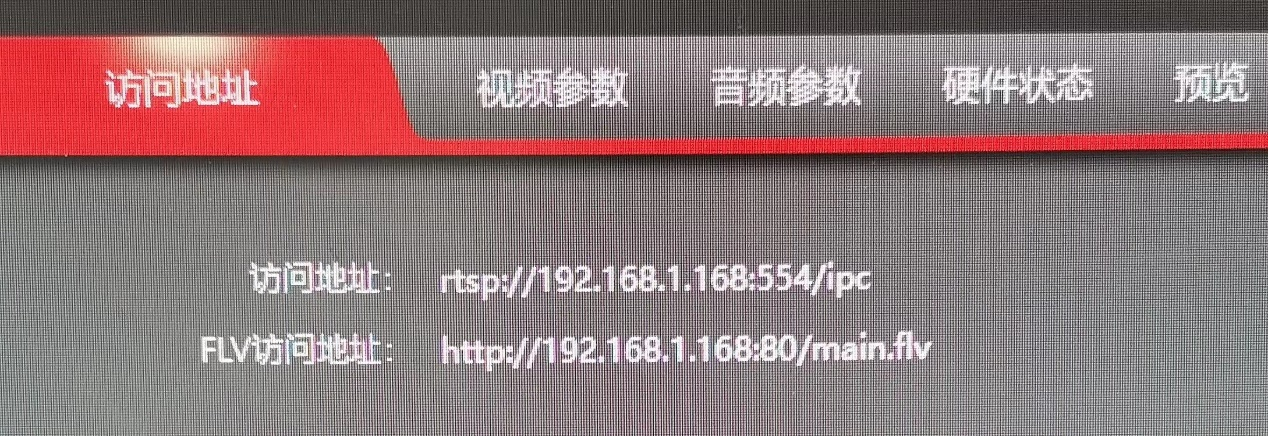 访问地址 视频参数 音频参数 硬件状态 预览
访问地址： rtsp://192.168.1.168:554/ipc
FLV访问地址： http://192.168.1.168:80/main.flv